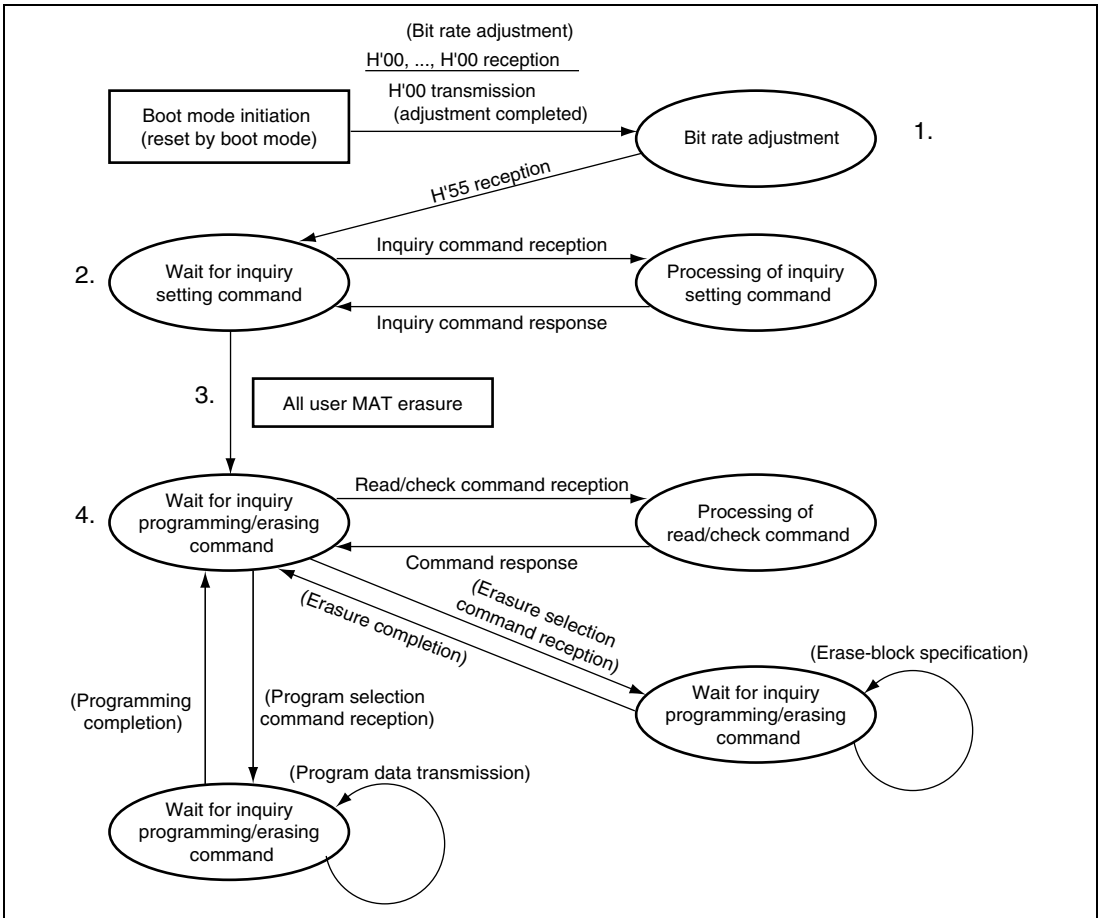 (Bit rate adjustment)
H'00, ..., H'00 reception
H'00 transmission
(adjustment completed)
Boot mode initiation
(reset by boot mode)
Bit rate adjustment
1.
H'55 reception
2.
Wait for inquiry
setting command
Inquiry command reception
Processing of inquiry
setting command
Inquiry command response
3.
All user MAT erasure
4.
Wait for inquiry
programming/erasing
command
Read/check command reception
Processing of
read/check command
Command response
(Erasure selection
command reception)
(Erasure completion)
(Erase-block specification)
Wait for inquiry
programming/erasing
command
(Programming
completion)
(Program selection
command reception)
(Program data transmission)
Wait for inquiry
programming/erasing
command